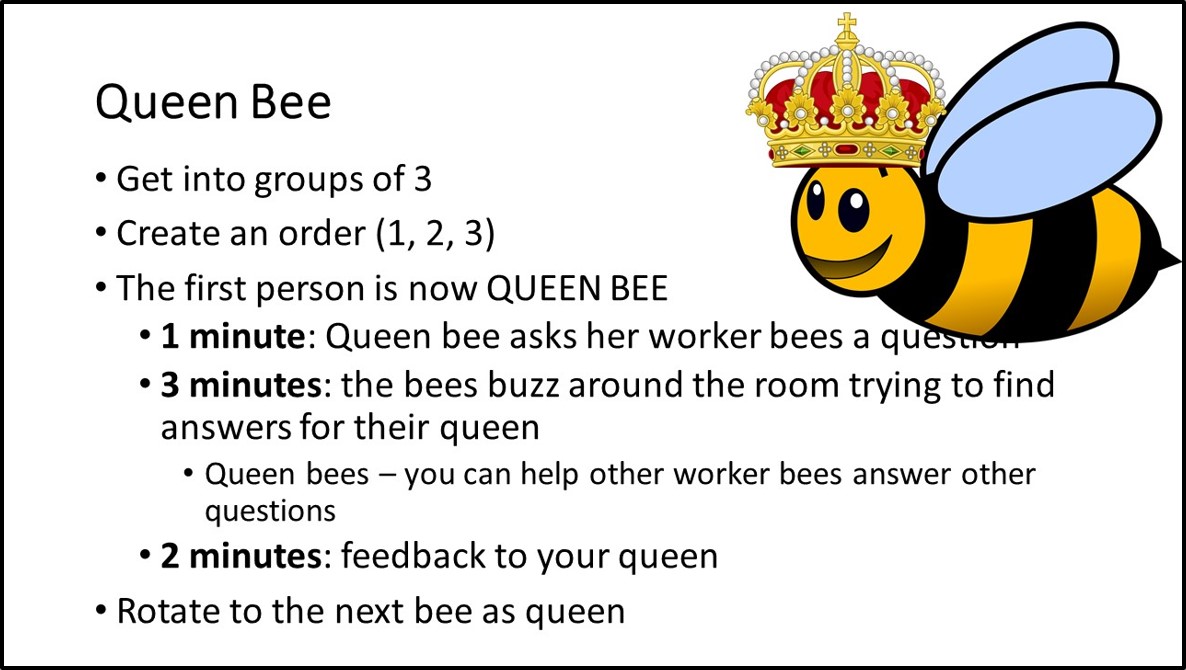 Queen Bee
• Get into groups of 3
• Create an order (1, 2, 3)
• The first person is now QUEEN BEE
• 1 minute: Queen bee asks her worker bees a question
• 3 minutes: the bees buzz around the room trying to find
answers for their queen
• Queen bees – you can help other worker bees answer other
questions
• 2 minutes: feedback to your queen
• Rotate to the next bee as queen